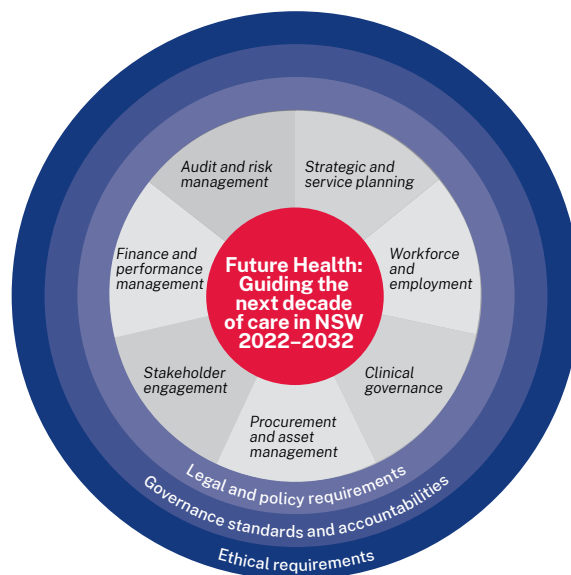 Audit and risk
management
Strategic and
service planning
Finance and
performance
management
Future Health:
Guiding the
next decade
of care in NSW
2022–2032
Workforce
and
employment
Stakeholder
engagement
Clinical
governance
Procurement
and asset
management
Legal and policy requirements
Governance standards and accountabilities
Ethical requirements